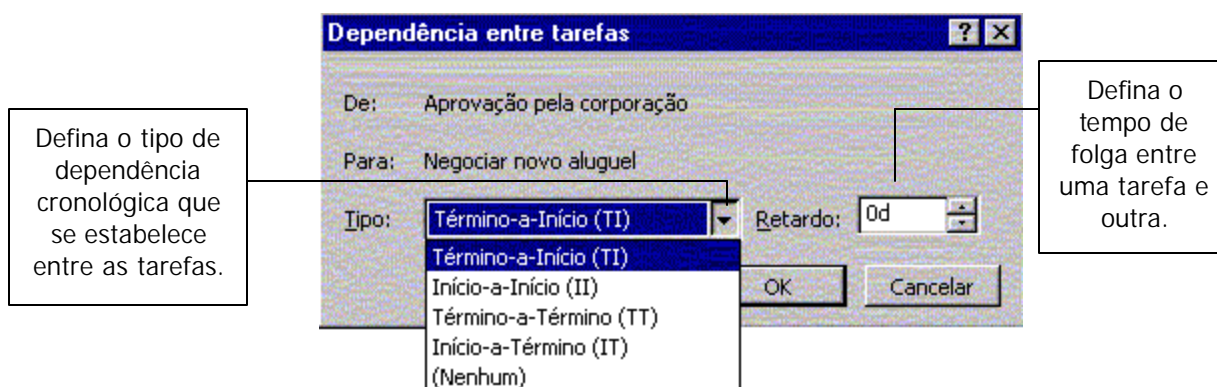 Dependência entre tarefas
De: Aprovação pela corporação
Para: Negociar novo aluguel
Tipo: Término-a-Início (TI) Retardo: 0d
Término-a-Início (TI)
Início-a-Início (II)
Término-a-Término (TT)
Início-a-Término (IT)
(Nenhum)
OK Cancelar
Defina o tipo de
dependência
cronológica que
se estabelece
entre as tarefas.
Defina o
tempo de
folga entre
uma tarefa e
outra.